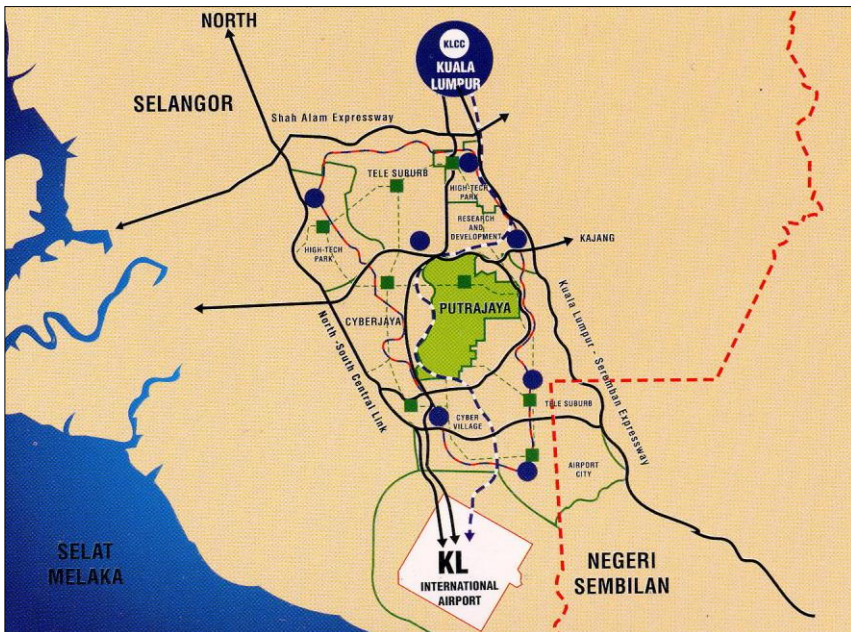 NORTH
KLCC
KUALA
LUMPUR
SELANGOR
Shah Alam Expressway
TELE SUBURB
HIGH-TECH
PARK
RESEARCH
AND
DEVELOPMENT
HIGH-TECH
PARK
KAJANG
PUTRAJAYA
CYBERJAYA
North -South Central Link
Kuala Lumpur - Seremban Expressway
TELE SUBURB
CYBER
VILLAGE
AIRPORT
CITY
SELAT
MELAKA
KL
INTERNATIONAL
AIRPORT
NEGERI
SEMBILAN